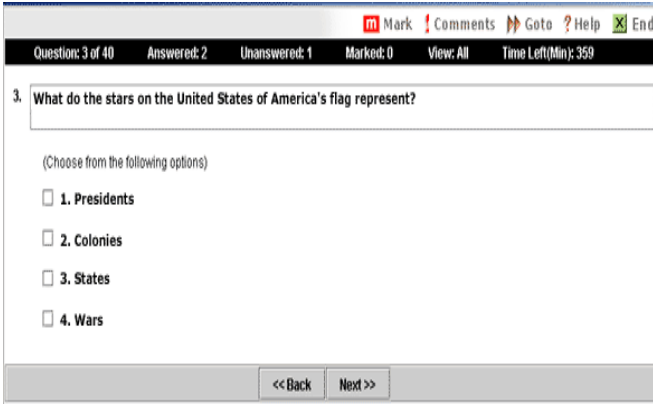 m Mark ! Comments Goto ? Help X End
Question: 3 of 40 Answered: 2 Unanswered: 1 Marked: 0 View: All Time Left(Min): 359
3. What do the stars on the United States of America's flag represent?
(Choose from the following options)
1. Presidents
2. Colonies
3. States
4. Wars
<< Back Next >>